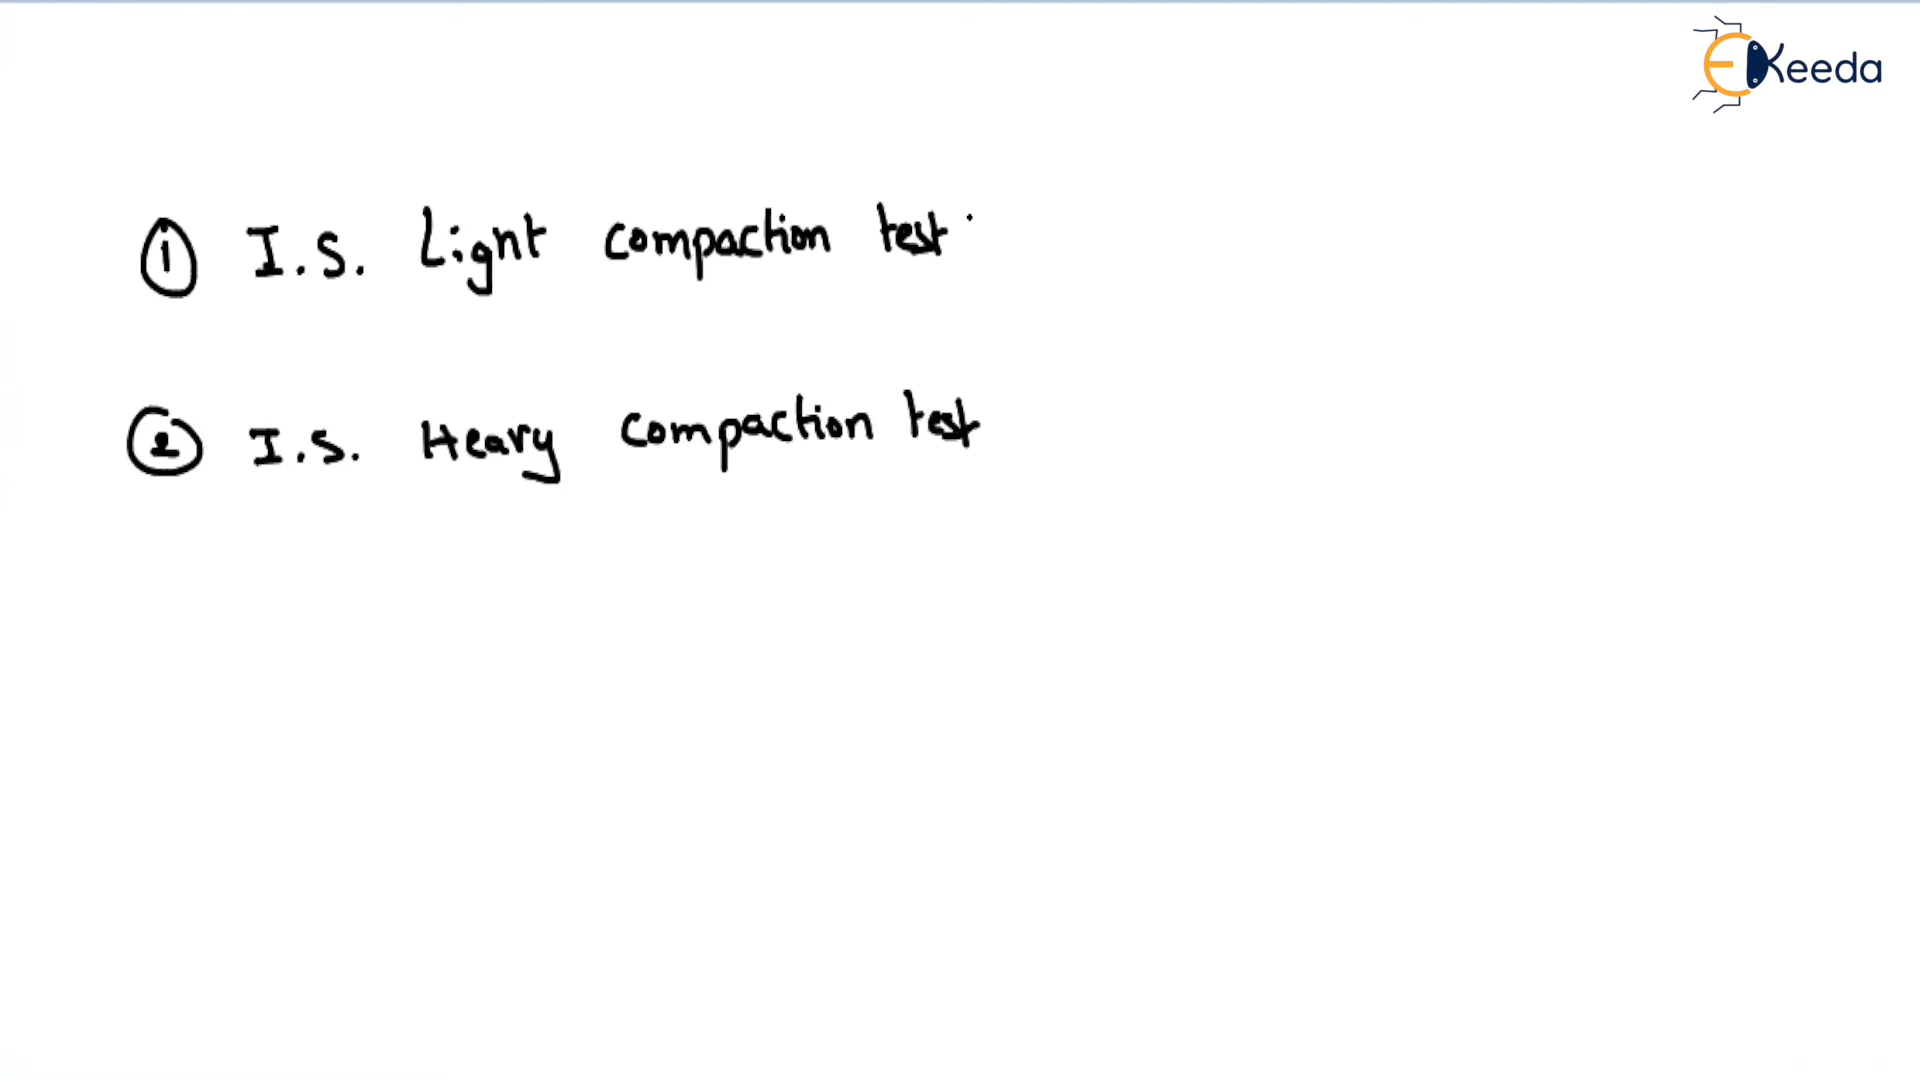 EKeeda
① I.S. Light compaction test
② I.S. Heavy compaction test